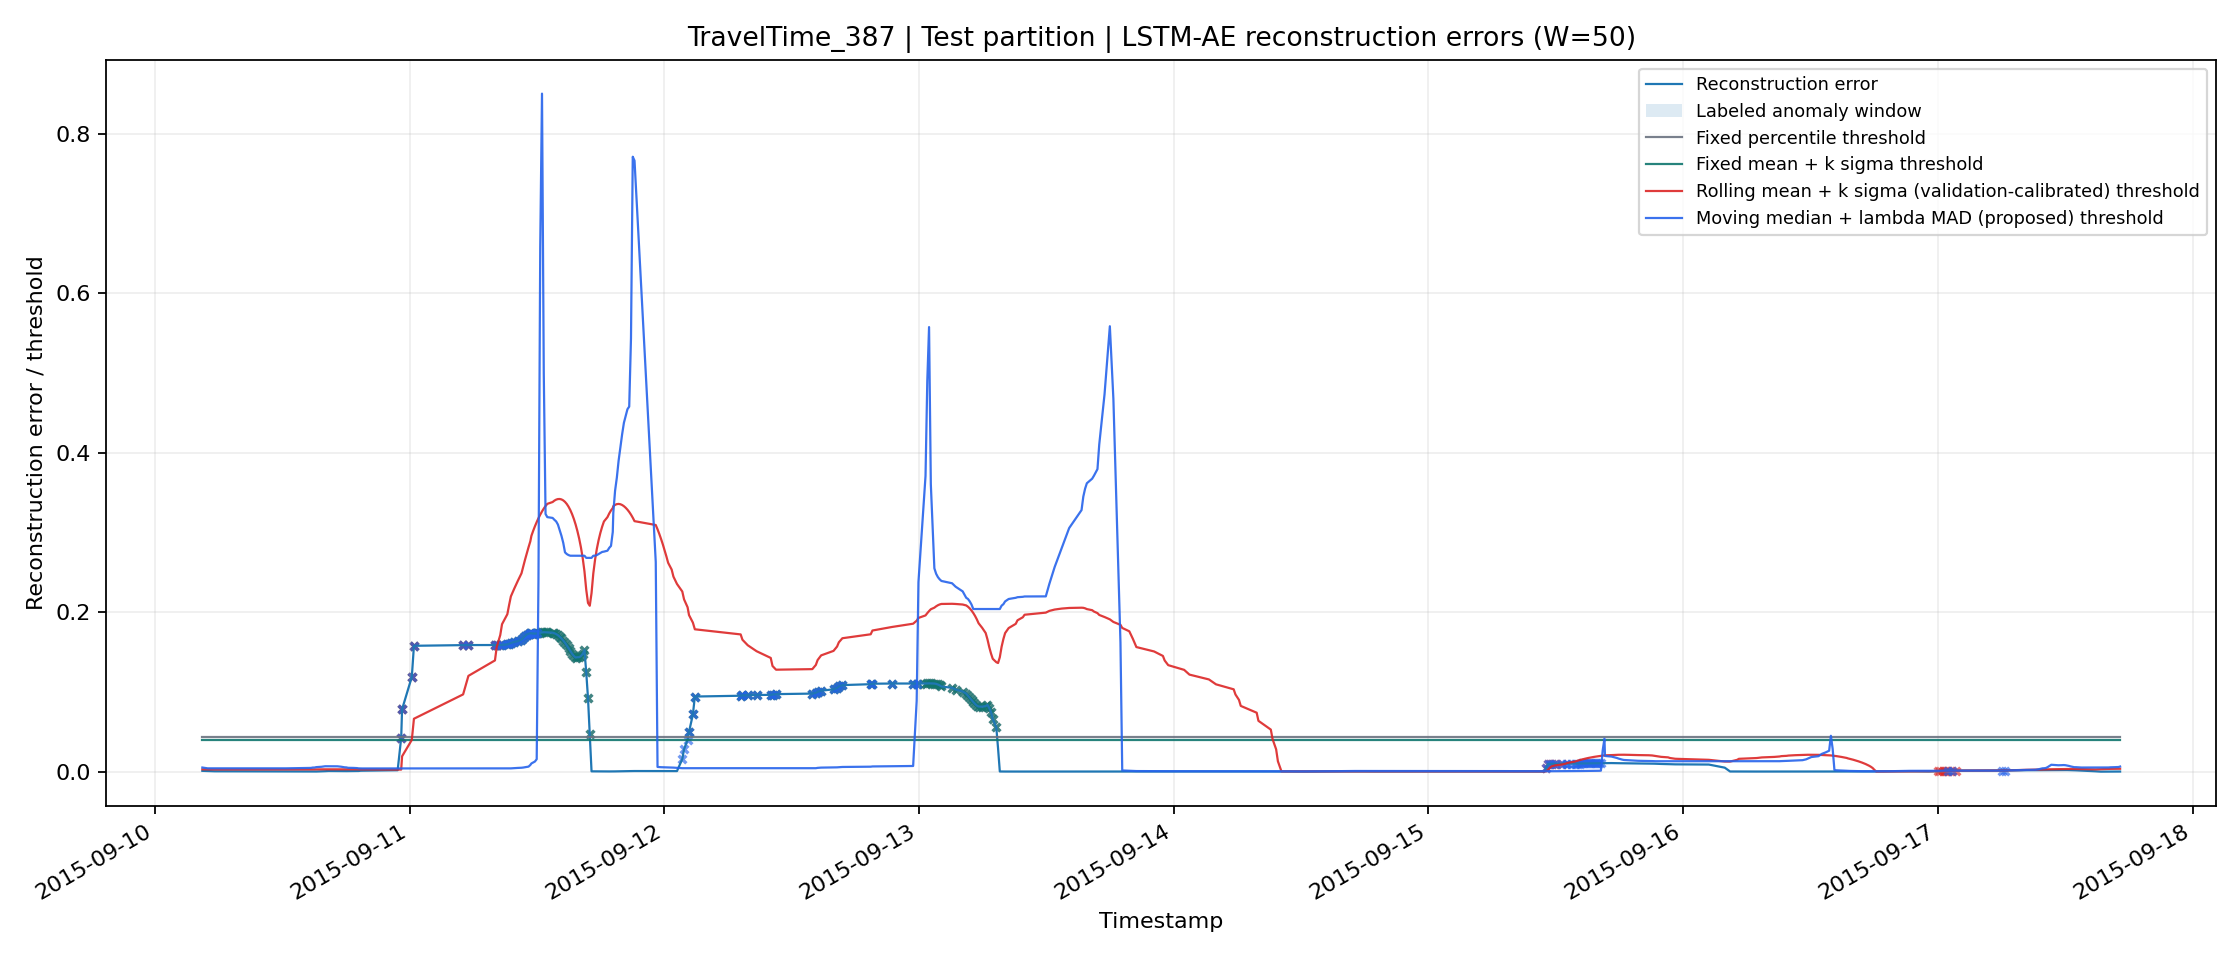 TravelTime_387 | Test partition | LSTM-AE reconstruction errors (W=50)
Reconstruction error
Labeled anomaly window
Fixed percentile threshold
Fixed mean + k sigma threshold
Rolling mean + k sigma (validation-calibrated) threshold
Moving median + lambda MAD (proposed) threshold
Reconstruction error / threshold
0.8
0.6
0.4
0.2
0.0
2015-09-10
2015-09-11
2015-09-12
2015-09-13
2015-09-14
2015-09-15
2015-09-16
2015-09-17
2015-09-18
Timestamp